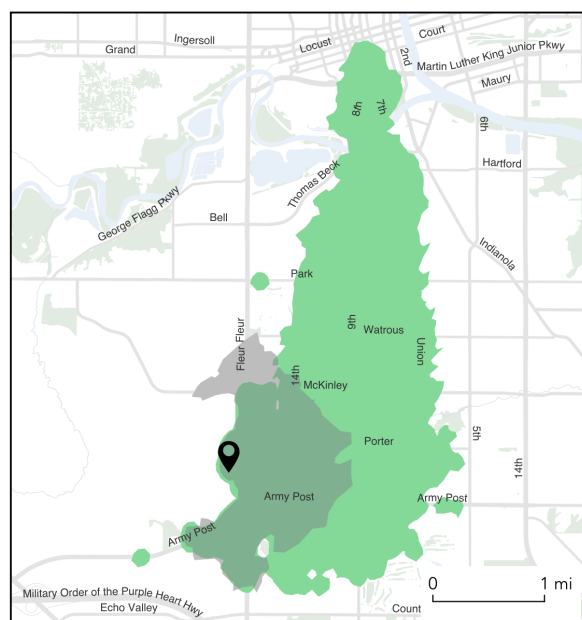 Ingersoll
Grand
Locust
Court
2nd
Martin Luther King Junior Pkwy
Maury
8th
7th
6th
Hartford
Thomas Beck
George Flagg Pkwy
Bell
Indianola
Park
9th
Watrous
Union
Fleur Fleur
14th
McKinley
Porter
5th
14th
Army Post
Army Post
Army Post
Military Order of the Purple Heart Hwy
Echo Valley
Count
0 1 mi